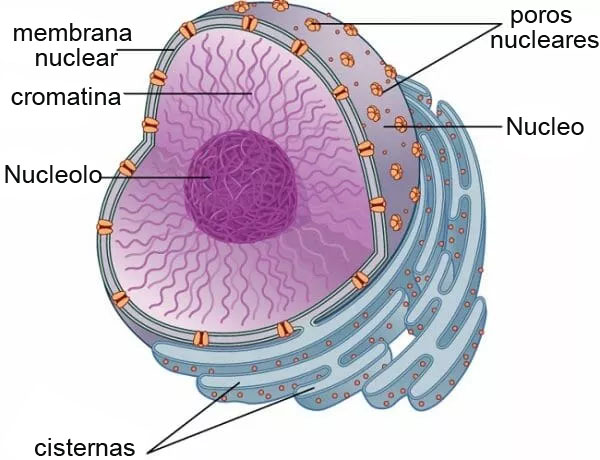 poros
nucleares
membrana
nuclear
cromatina
Nucleo
Nucleolo
cisternas